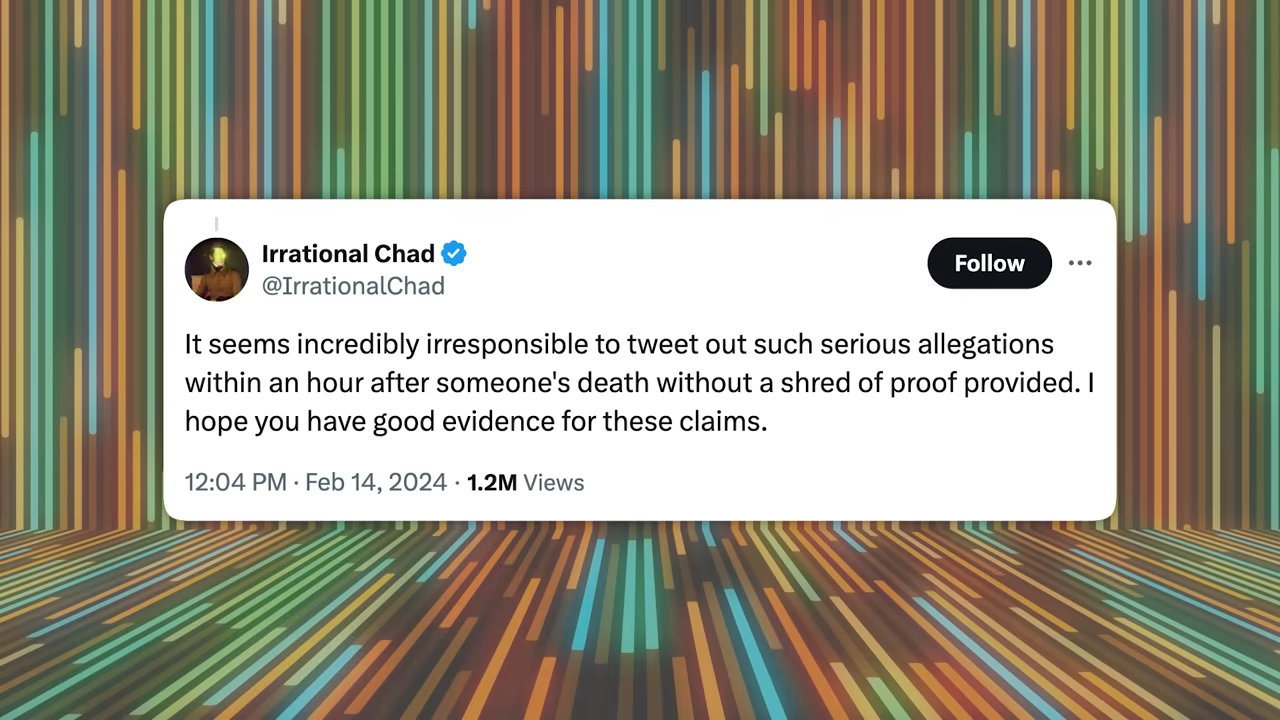 Irrational Chad
@IrrationalChad
Follow
It seems incredibly irresponsible to tweet out such serious allegations
within an hour after someone's death without a shred of proof provided. I
hope you have good evidence for these claims.
12:04 PM · Feb 14, 2024 · 1.2M Views